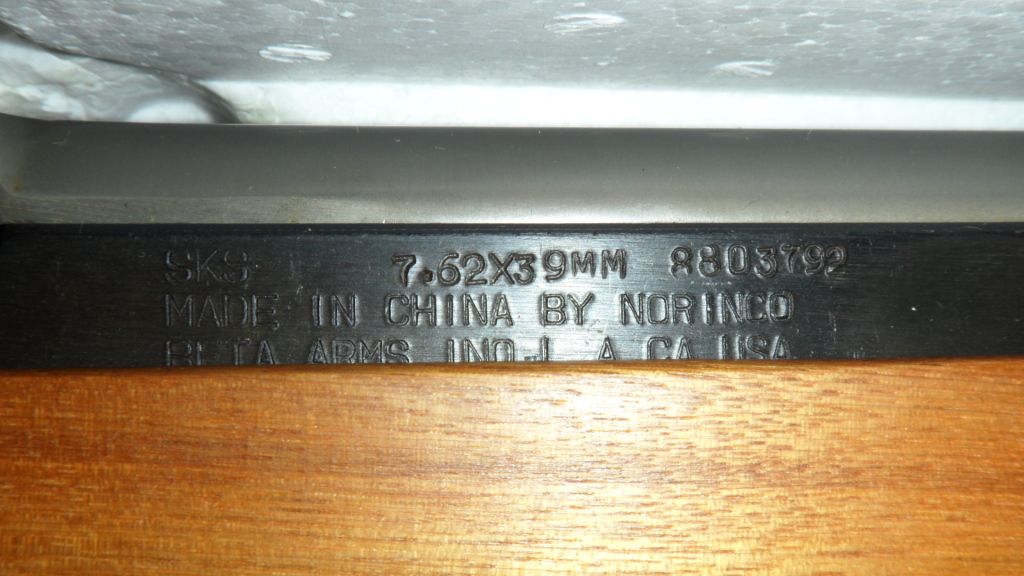 SKS 7.62X39MM 8803792
MADE IN CHINA BY NORINCO
BETA ARMS INC. L A CA USA